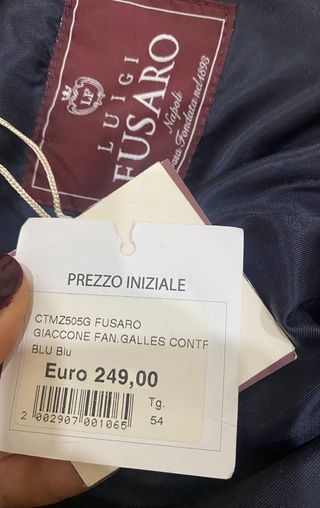 LF
LUIGI
FUSARO
Napoli
Casa Fondata nel 1893
PREZZO INIZIALE
CTMZ505G FUSARO
GIACCONE FAN.GALLES CONTF
BLU Blu
Euro 249,00
Tg.
54
2 002907 001065